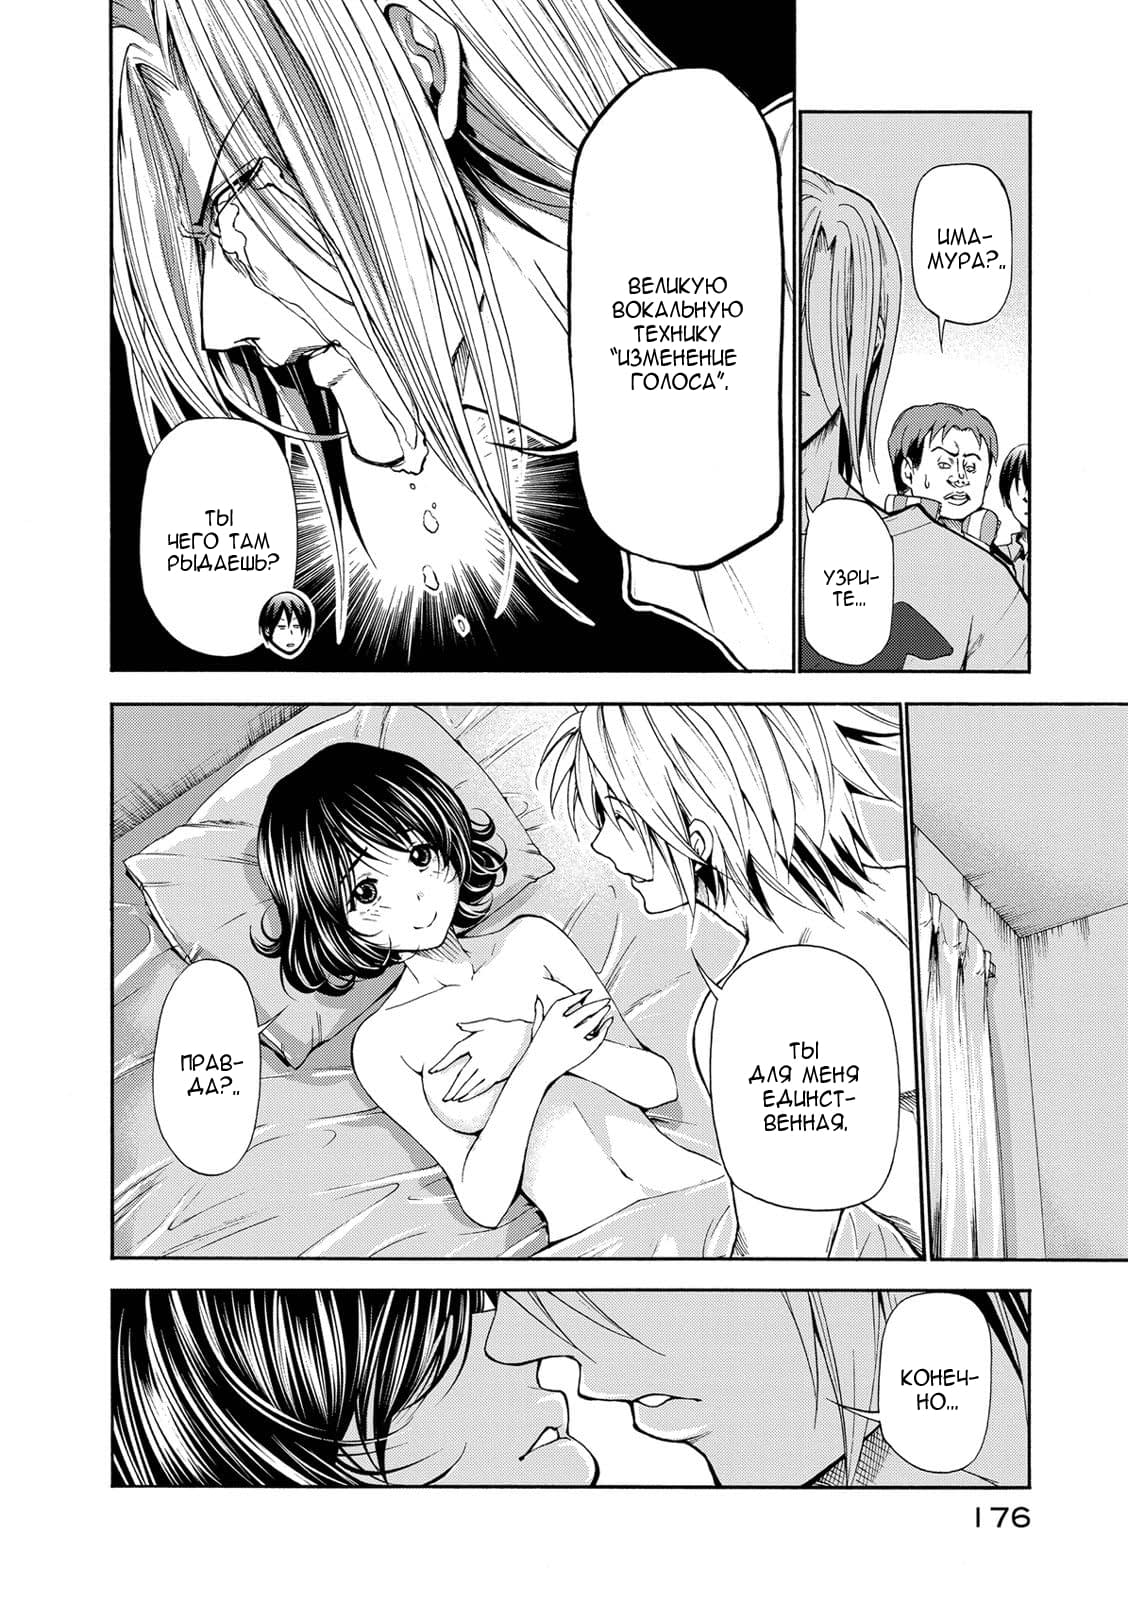 ИМА-
МУРА?..
УЗРИ-
ТЕ...
ВЕЛИКУЮ
ВОКАЛЬНУЮ
ТЕХНИКУ
"ИЗМЕНЕНИЕ
ГОЛОСА".
ТЫ
ЧЕГО ТАМ
РЫДАЕШЬ?
ТЫ
ДЛЯ МЕНЯ
ЕДИНСТ-
ВЕННАЯ.
ПРАВ-
ДА?..
КОНЕЧ-
НО...
176